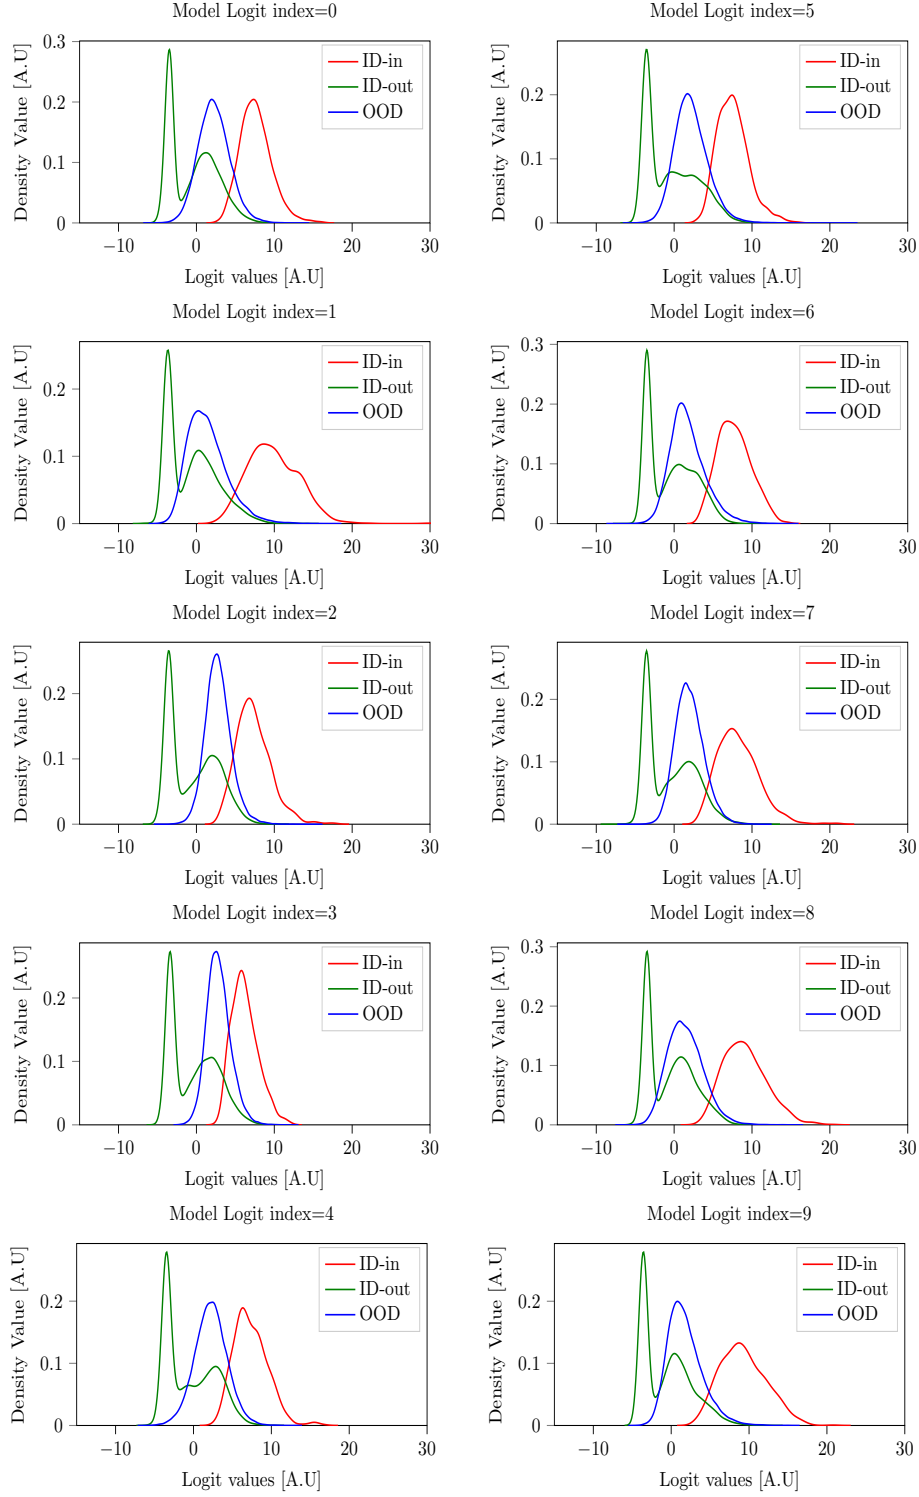 Model Logit index=0
Density Value [A.U]
0.3
0.2
0.1
0
ID-in
ID-out
OOD
−10 0 10 20 30
Logit values [A.U]
Model Logit index=5
Density Value [A.U]
0.2
0.1
0
ID-in
ID-out
OOD
−10 0 10 20 30
Logit values [A.U]
Model Logit index=1
Density Value [A.U]
0.2
0.1
0
ID-in
ID-out
OOD
−10 0 10 20 30
Logit values [A.U]
Model Logit index=6
Density Value [A.U]
0.3
0.2
0.1
0
ID-in
ID-out
OOD
−10 0 10 20 30
Logit values [A.U]
Model Logit index=2
Density Value [A.U]
0.2
0.1
0
ID-in
ID-out
OOD
−10 0 10 20 30
Logit values [A.U]
Model Logit index=7
Density Value [A.U]
0.2
0.1
0
ID-in
ID-out
OOD
−10 0 10 20 30
Logit values [A.U]
Model Logit index=3
Density Value [A.U]
0.2
0.1
0
ID-in
ID-out
OOD
−10 0 10 20 30
Logit values [A.U]
Model Logit index=8
Density Value [A.U]
0.3
0.2
0.1
0
ID-in
ID-out
OOD
−10 0 10 20 30
Logit values [A.U]
Model Logit index=4
Density Value [A.U]
0.2
0.1
0
ID-in
ID-out
OOD
−10 0 10 20 30
Logit values [A.U]
Model Logit index=9
Density Value [A.U]
0.2
0.1
0
ID-in
ID-out
OOD
−10 0 10 20 30
Logit values [A.U]